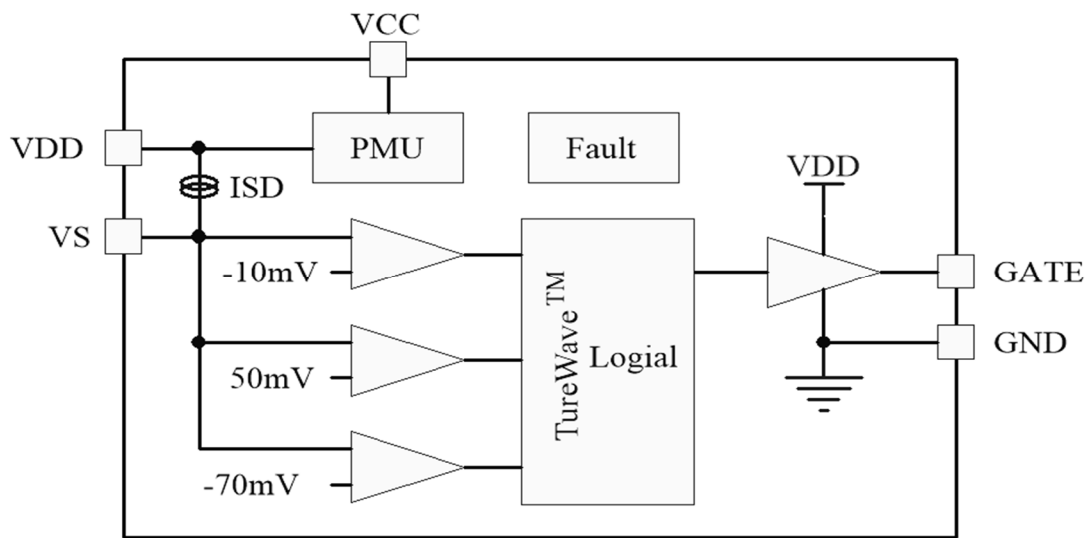 VCC
VDD
PMU
Fault
VDD
ISD
VS
-10mV
GATE
TureWave™
Logial
GND
50mV
-70mV